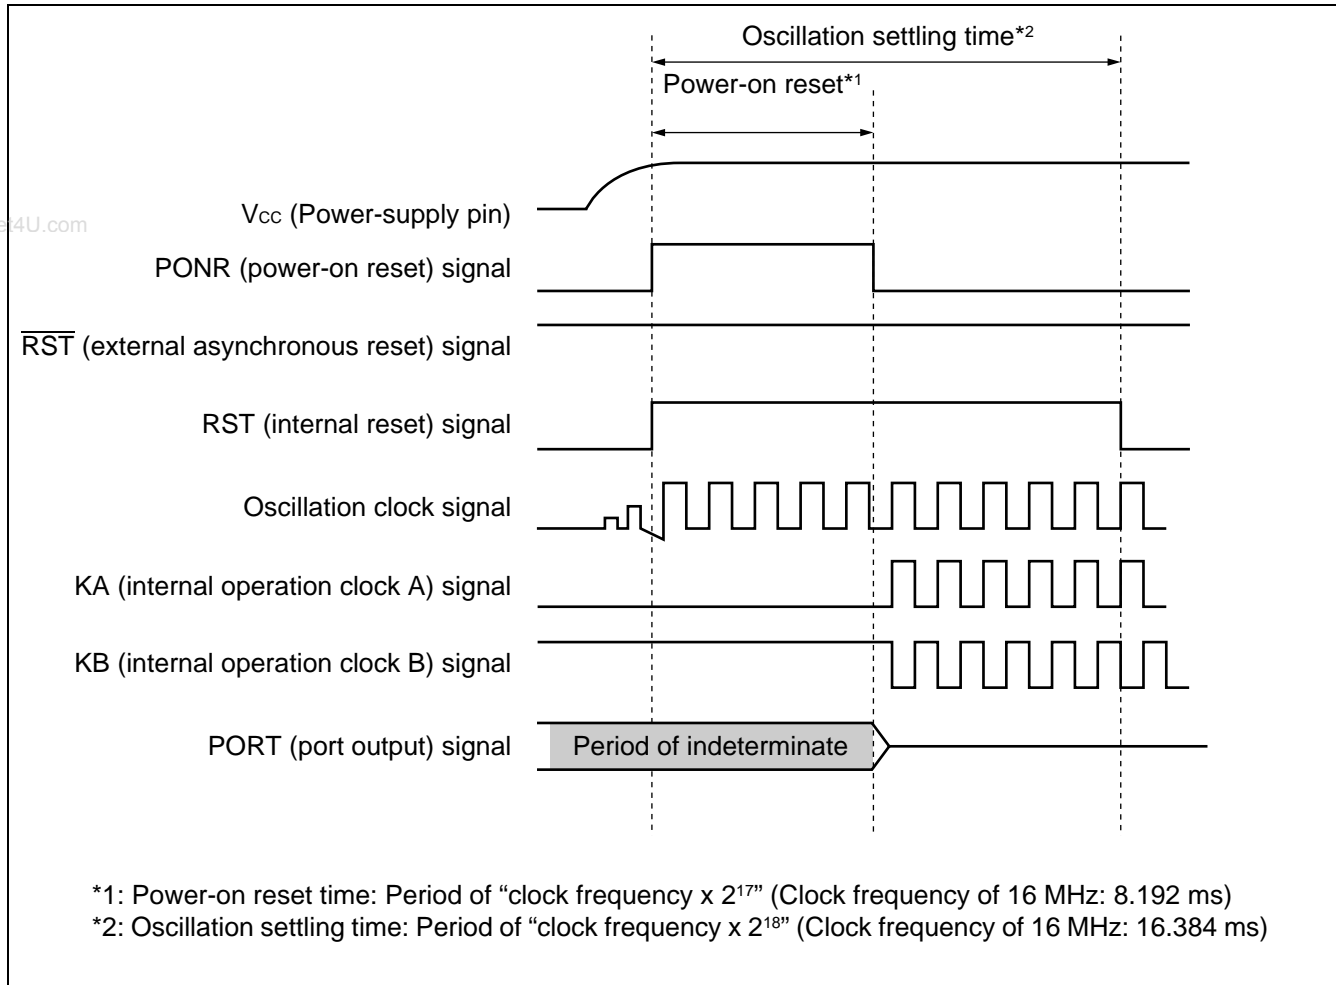 Oscillation settling time*2
Power-on reset*1
Vcc (Power-supply pin)
et4U.com
PONR (power-on reset) signal
RST (external asynchronous reset) signal
RST (internal reset) signal
Oscillation clock signal
KA (internal operation clock A) signal
KB (internal operation clock B) signal
PORT (port output) signal
Period of indeterminate
*1: Power-on reset time: Period of “clock frequency x 2¹⁷” (Clock frequency of 16 MHz: 8.192 ms)
*2: Oscillation settling time: Period of “clock frequency x 2¹⁸” (Clock frequency of 16 MHz: 16.384 ms)